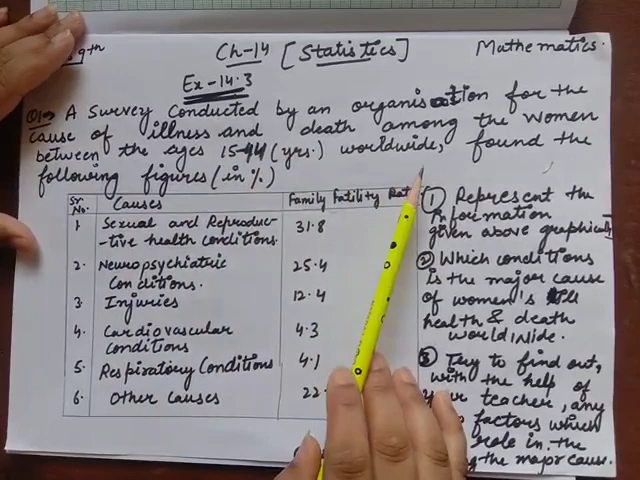 9th
Ch-14 [Statistics] Mathematics.
Ex-14.3
Q1→ A Survey Conducted by an organisation for the
cause of illness and death among the women
between the ages 15-44 (yrs.) worldwide, found the
following figures (in %)
Sr. No. Causes Family Fatility
1. Sexual and Reproduc-
-tive health conditions. 31.8
2. Neuropsychiatric
Conditions. 25.4
3. Injuries 12.4
4. Cardiovascular
conditions 4.3
5. Respiratory Conditions 4.1
6. Other causes 22.
① Represent the
information
given above graphically
② Which conditions
is the major cause
of women's ill
health & death
worldwide.
③ Try to find out,
with the help of
teacher, any
factors which
role in the
the major cause.